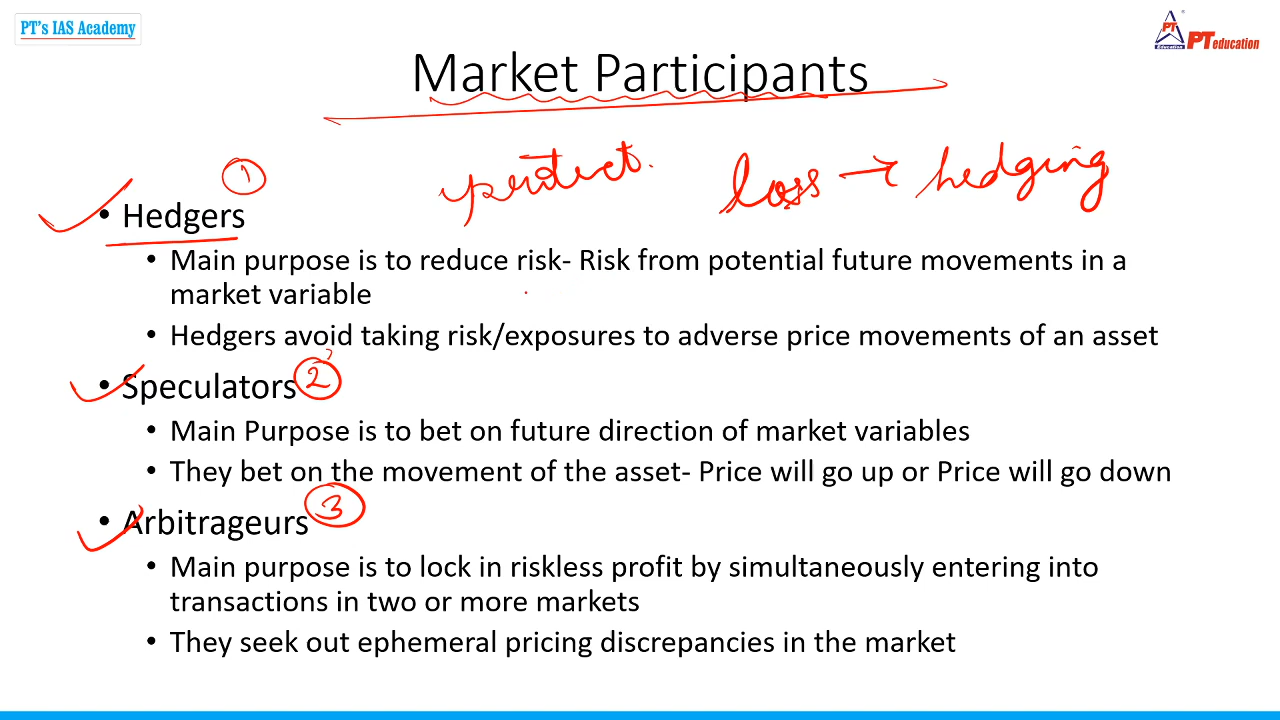 PT's IAS Academy
PT
Education
PT education
Market Participants
1
protect. loss → hedging
• Hedgers
• Main purpose is to reduce risk- Risk from potential future movements in a
market variable
• Hedgers avoid taking risk/exposures to adverse price movements of an asset
• Speculators 2
• Main Purpose is to bet on future direction of market variables
• They bet on the movement of the asset- Price will go up or Price will go down
• Arbitrageurs 3
• Main purpose is to lock in riskless profit by simultaneously entering into
transactions in two or more markets
• They seek out ephemeral pricing discrepancies in the market